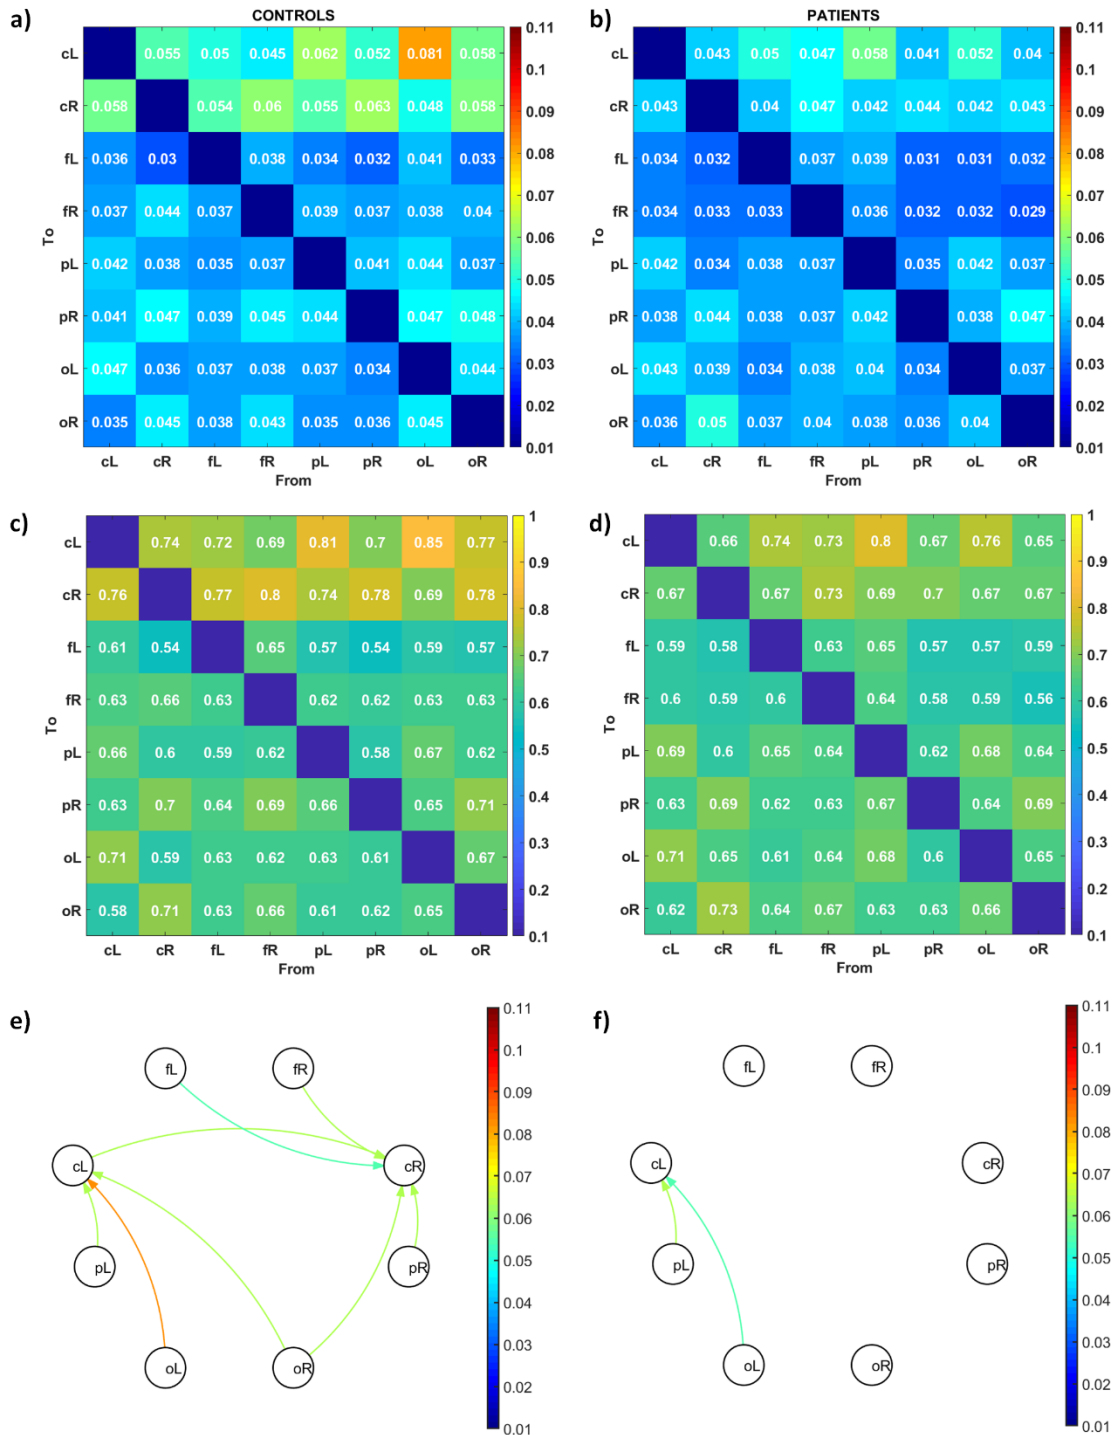 a) CONTROLS
cL 0.055 0.05 0.045 0.062 0.052 0.081 0.058
cR 0.058 0.054 0.06 0.055 0.063 0.048 0.058
fL 0.036 0.03 0.038 0.034 0.032 0.041 0.033
fR 0.037 0.044 0.037 0.039 0.037 0.038 0.04
pL 0.042 0.038 0.035 0.037 0.041 0.044 0.037
pR 0.041 0.047 0.039 0.045 0.044 0.047 0.048
oL 0.047 0.036 0.037 0.038 0.037 0.034 0.044
oR 0.035 0.045 0.038 0.043 0.035 0.036 0.045
To
cL cR fL fR pL pR oL oR
From
0.11
0.1
0.09
0.08
0.07
0.06
0.05
0.04
0.03
0.02
0.01
b) PATIENTS
cL 0.043 0.05 0.047 0.058 0.041 0.052 0.04
cR 0.043 0.04 0.047 0.042 0.044 0.042 0.043
fL 0.034 0.032 0.037 0.039 0.031 0.031 0.032
fR 0.034 0.033 0.033 0.036 0.032 0.032 0.029
pL 0.042 0.034 0.038 0.037 0.035 0.042 0.037
pR 0.038 0.044 0.038 0.037 0.042 0.038 0.047
oL 0.043 0.039 0.034 0.038 0.04 0.034 0.037
oR 0.036 0.05 0.037 0.04 0.038 0.036 0.04
To
cL cR fL fR pL pR oL oR
From
0.11
0.1
0.09
0.08
0.07
0.06
0.05
0.04
0.03
0.02
0.01
c)
cL 0.74 0.72 0.69 0.81 0.7 0.85 0.77
cR 0.76 0.77 0.8 0.74 0.78 0.69 0.78
fL 0.61 0.54 0.65 0.57 0.54 0.59 0.57
fR 0.63 0.66 0.63 0.62 0.62 0.63 0.63
pL 0.66 0.6 0.59 0.62 0.58 0.67 0.62
pR 0.63 0.7 0.64 0.69 0.66 0.65 0.71
oL 0.71 0.59 0.63 0.62 0.63 0.61 0.67
oR 0.58 0.71 0.63 0.66 0.61 0.62 0.65
To
cL cR fL fR pL pR oL oR
From
1
0.9
0.8
0.7
0.6
0.5
0.4
0.3
0.2
0.1
d)
cL 0.66 0.74 0.73 0.8 0.67 0.76 0.65
cR 0.67 0.67 0.73 0.69 0.7 0.67 0.67
fL 0.59 0.58 0.63 0.65 0.57 0.57 0.59
fR 0.6 0.59 0.6 0.64 0.58 0.59 0.56
pL 0.69 0.6 0.65 0.64 0.62 0.68 0.64
pR 0.63 0.69 0.62 0.63 0.67 0.64 0.69
oL 0.71 0.65 0.61 0.64 0.68 0.6 0.65
oR 0.62 0.73 0.64 0.67 0.63 0.63 0.66
To
cL cR fL fR pL pR oL oR
From
1
0.9
0.8
0.7
0.6
0.5
0.4
0.3
0.2
0.1
e)
fL fR
cL cR
pL pR
oL oR
0.11
0.1
0.09
0.08
0.07
0.06
0.05
0.04
0.03
0.02
0.01
f)
fL fR
cL cR
pL pR
oL oR
0.11
0.1
0.09
0.08
0.07
0.06
0.05
0.04
0.03
0.02
0.01